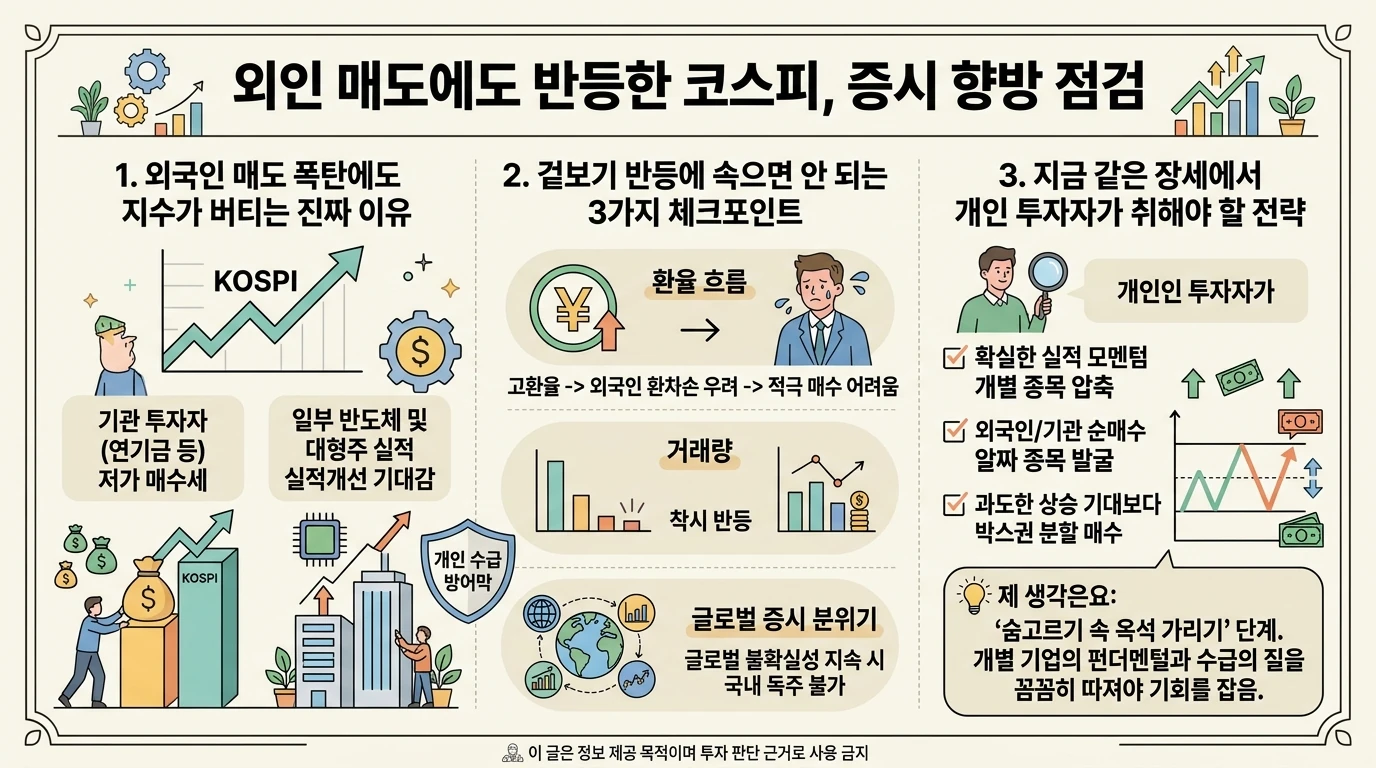 외인 매도에도 반등한 코스피, 증시 향방 점검
1. 외국인 매도 폭탄에도
지수가 버티는 진짜 이유
KOSPI
$
기관 투자자
(연기금 등)
저가 매수세
일부 반도체 및
대형주 실적
실적개선 기대감
$
KOSPI
개인 수급
방어막
2. 겉보기 반등에 속으면 안 되는
3가지 체크포인트
¥
환율 흐름
고환율 -> 외국인 환차손 우려 -> 적극 매수 어려움
거래량
착시 반등
$
글로벌 증시 분위기
글로벌 불확실성 지속 시
국내 독주 불가
3. 지금 같은 장세에서
개인 투자자가 취해야 할 전략
개인인 투자자가
확실한 실적 모멘텀
개별 종목 압축
외국인/기관 순매수
알짜 종목 발굴
과도한 상승 기대보다
박스권 분할 매수
제 생각은요:
‘숨고르기 속 옥석 가리기’ 단계.
개별 기업의 펀더멘털과 수급의 질을
꼼꼼히 따져야 기회를 잡음.
이 글은 정보 제공 목적이며 투자 판단 근거로 사용 금지